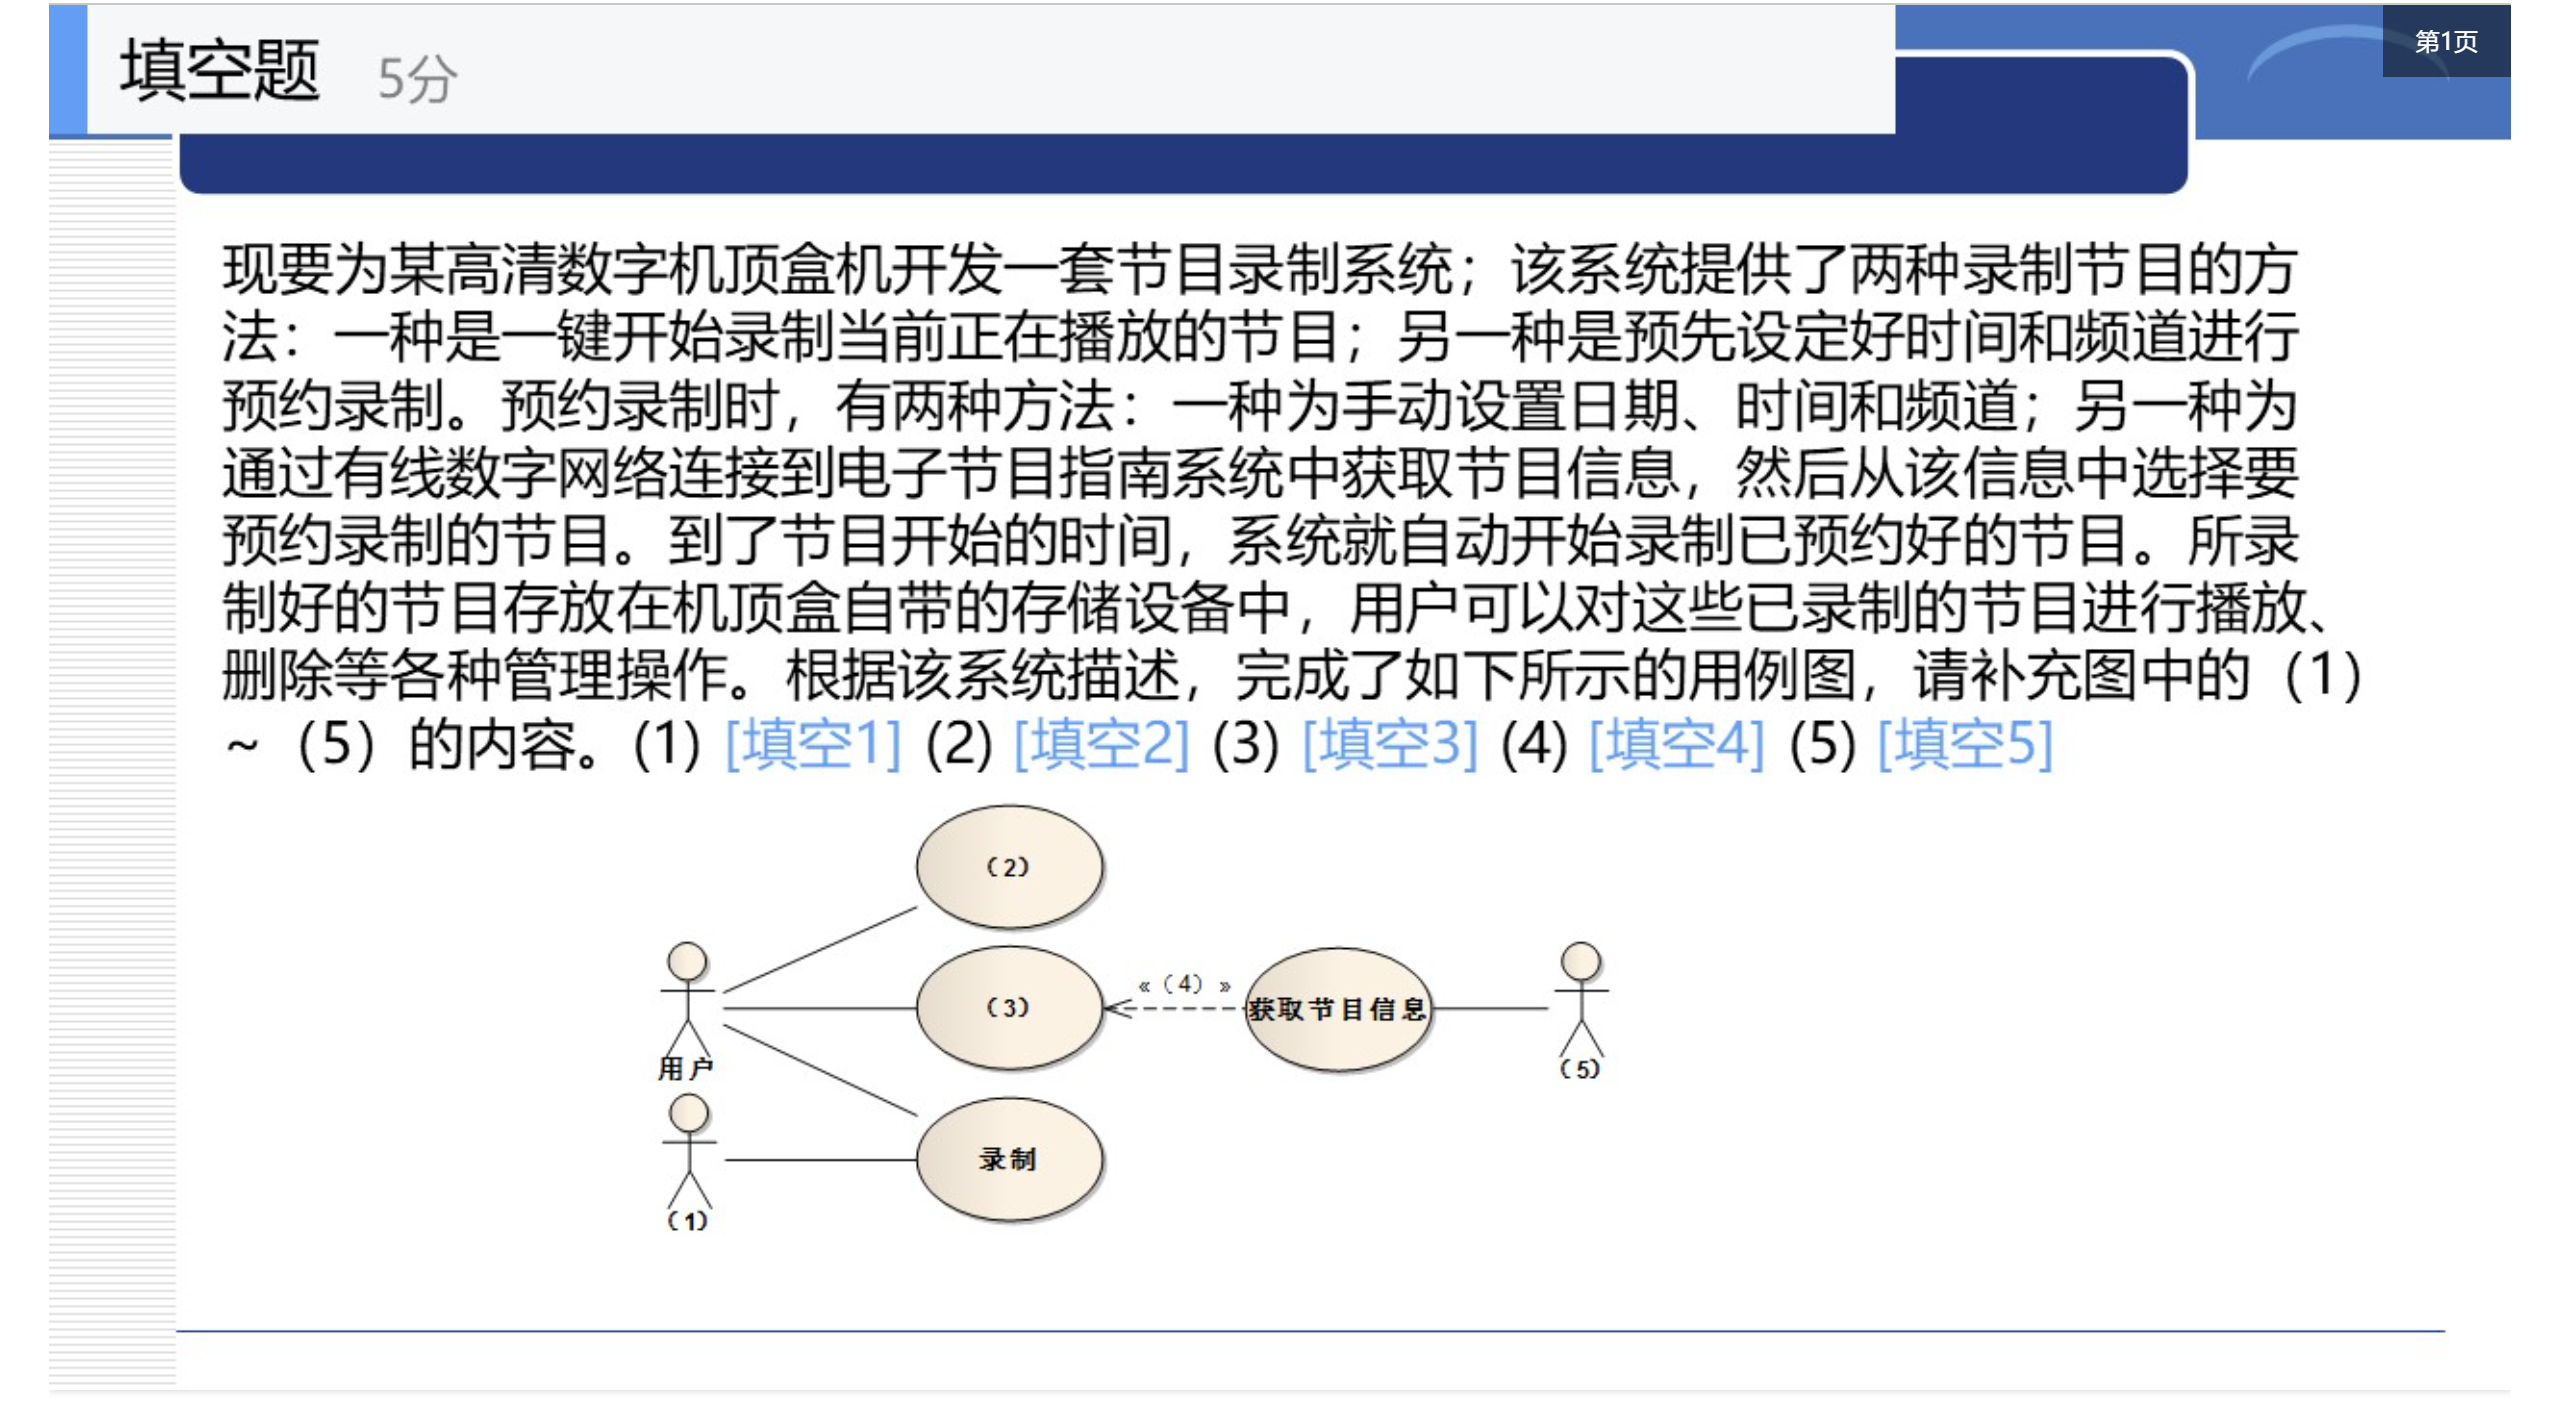 填空题 5分
第1页
现要为某高清数字机顶盒机开发一套节目录制系统；该系统提供了两种录制节目的方
法：一种是一键开始录制当前正在播放的节目；另一种是预先设定好时间和频道进行
预约录制。预约录制时，有两种方法：一种为手动设置日期、时间和频道；另一种为
通过有线数字网络连接到电子节目指南系统中获取节目信息，然后从该信息中选择要
预约录制的节目。到了节目开始的时间，系统就自动开始录制已预约好的节目。所录
制好的节目存放在机顶盒自带的存储设备中，用户可以对这些已录制的节目进行播放、
删除等各种管理操作。根据该系统描述，完成了如下所示的用例图，请补充图中的（1）
~（5）的内容。(1) [填空1] (2) [填空2] (3) [填空3] (4) [填空4] (5) [填空5]
（2）
（3）
«（4）»
获取节目信息
用户
（5）
录制
（1）